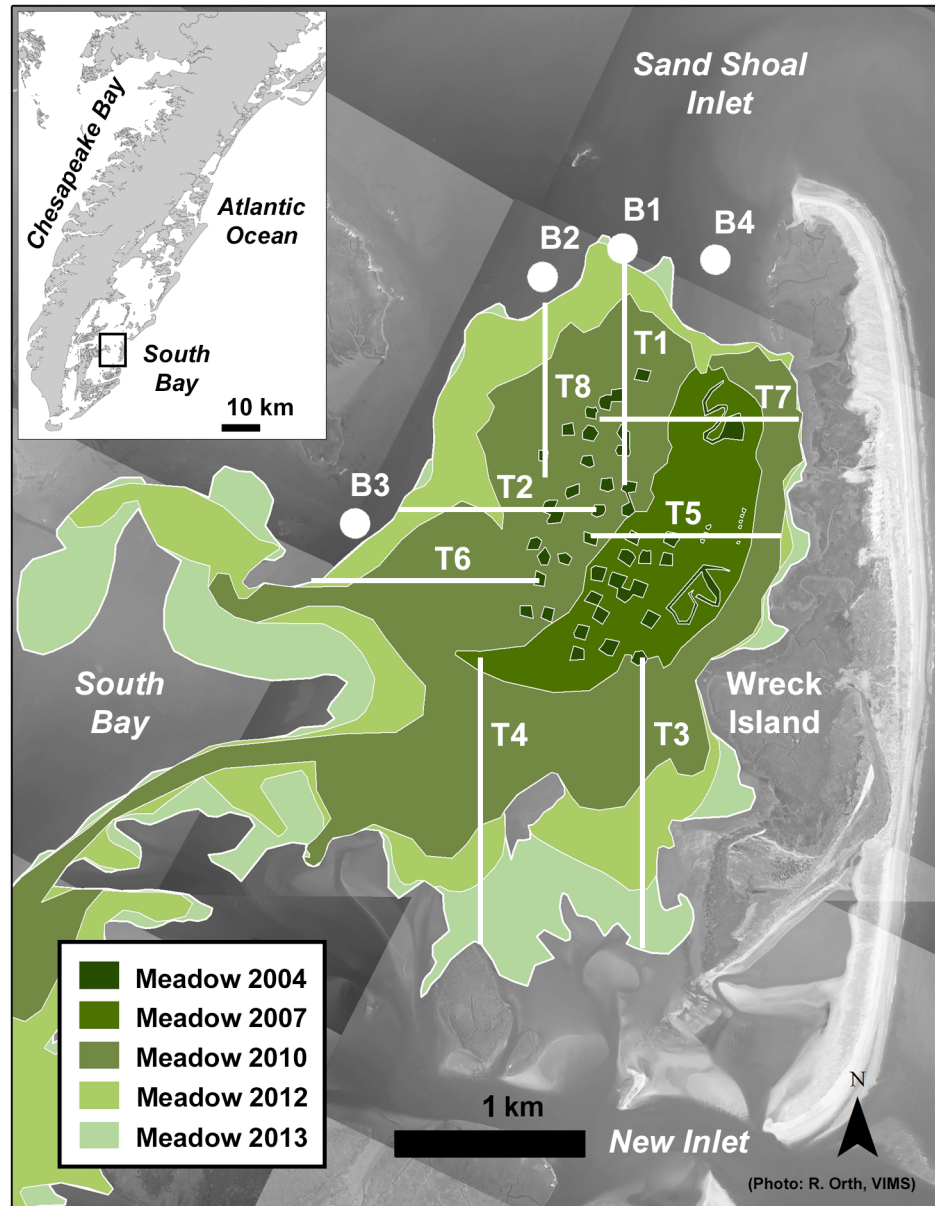 Chesapeake Bay
Atlantic
Ocean
South
Bay
10 km
Sand Shoal
Inlet
B1
B2
B4
T1
T8
T7
B3
T2
T5
T6
South
Bay
Wreck
Island
T4
T3
Meadow 2004
Meadow 2007
Meadow 2010
Meadow 2012
Meadow 2013
1 km
New Inlet
N
(Photo: R. Orth, VIMS)